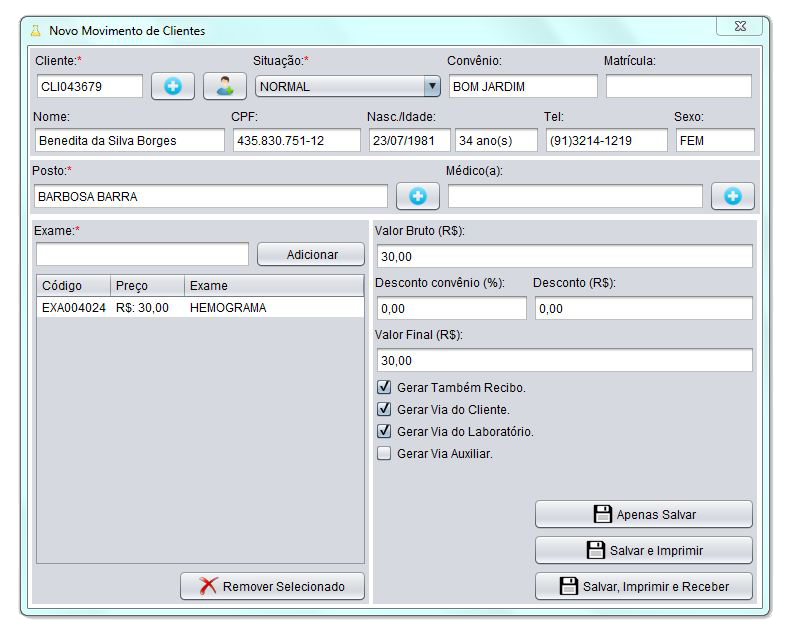 Novo Movimento de Clientes
Cliente:* Situação:* Convênio: Matrícula:
CLI043679 NORMAL BOM JARDIM
Nome: CPF: Nasc./Idade: Tel: Sexo:
Benedita da Silva Borges 435.830.751-12 23/07/1981 34 ano(s) (91)3214-1219 FEM
Posto:* Médico(a):
BARBOSA BARRA
Exame:*
Adicionar
Código Preço Exame
EXA004024 R$: 30,00 HEMOGRAMA
Remover Selecionado
Valor Bruto (R$):
30,00
Desconto convênio (%): Desconto (R$):
0,00 0,00
Valor Final (R$):
30,00
Gerar Também Recibo.
Gerar Via do Cliente.
Gerar Via do Laboratório.
Gerar Via Auxiliar.
Apenas Salvar
Salvar e Imprimir
Salvar, Imprimir e Receber